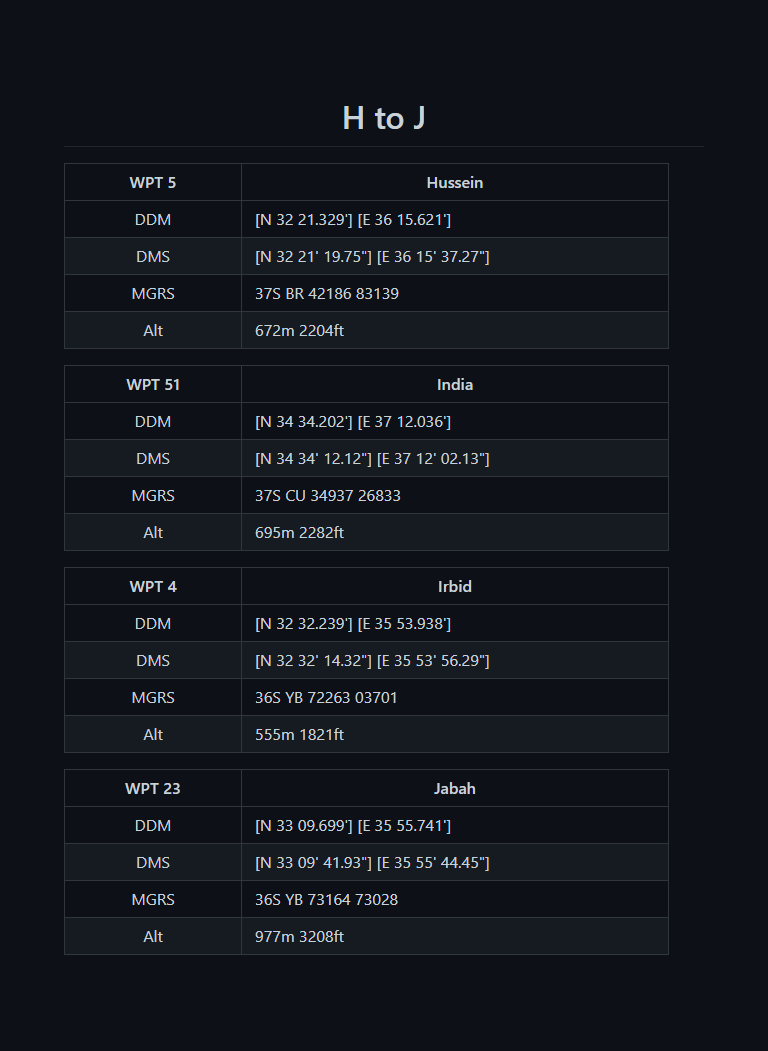 H to J
WPT 5 Hussein
DDM [N 32 21.329'] [E 36 15.621']
DMS [N 32 21' 19.75"] [E 36 15' 37.27"]
MGRS 37S BR 42186 83139
Alt 672m 2204ft
WPT 51 India
DDM [N 34 34.202'] [E 37 12.036']
DMS [N 34 34' 12.12"] [E 37 12' 02.13"]
MGRS 37S CU 34937 26833
Alt 695m 2282ft
WPT 4 Irbid
DDM [N 32 32.239'] [E 35 53.938']
DMS [N 32 32' 14.32"] [E 35 53' 56.29"]
MGRS 36S YB 72263 03701
Alt 555m 1821ft
WPT 23 Jabah
DDM [N 33 09.699'] [E 35 55.741']
DMS [N 33 09' 41.93"] [E 35 55' 44.45"]
MGRS 36S YB 73164 73028
Alt 977m 3208ft